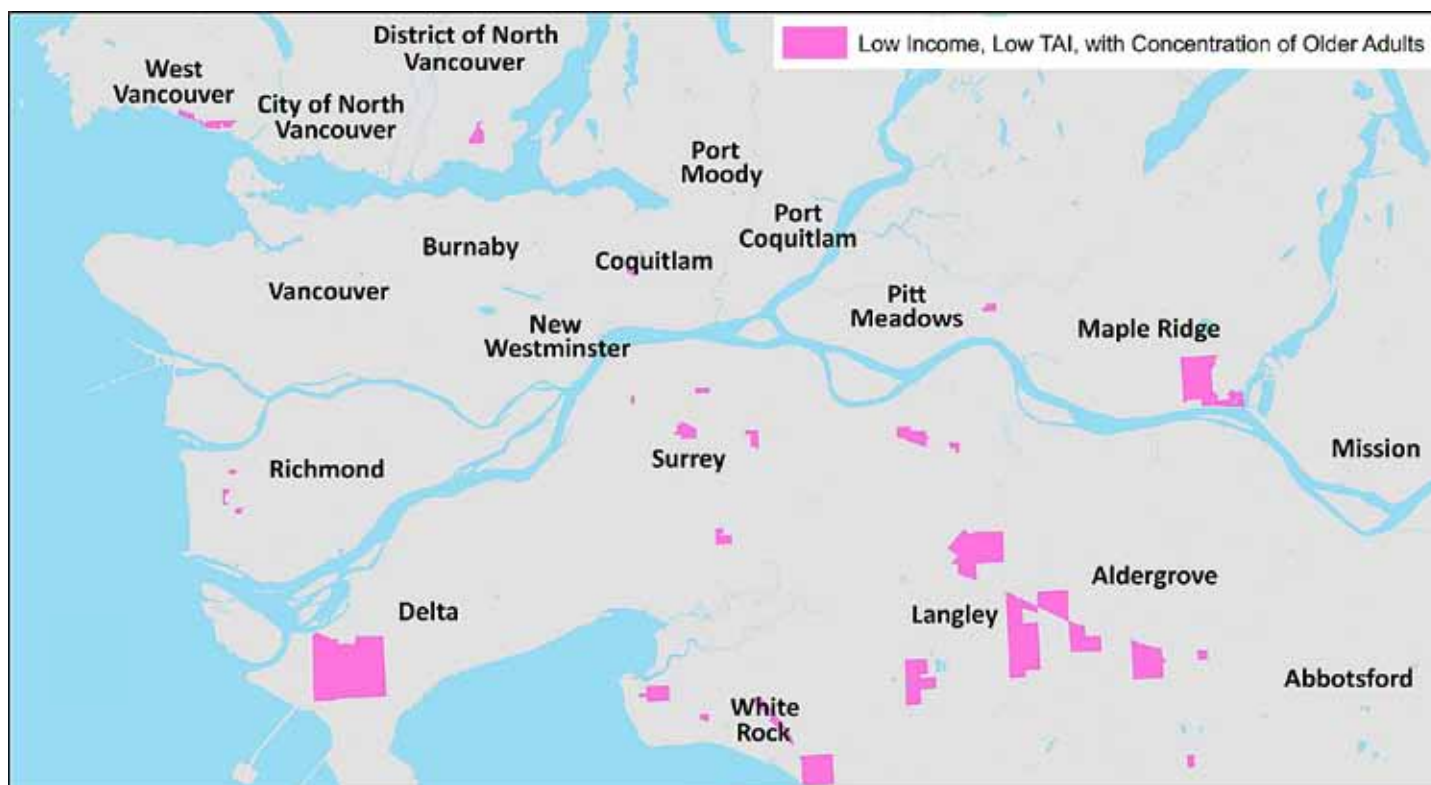 District of North
Vancouver
Low Income, Low TAI, with Concentration of Older Adults
West
Vancouver
City of North
Vancouver
Port
Moody
Port
Coquitlam
Burnaby
Coquitlam
Vancouver
Pitt
Meadows
New
Westminster
Maple Ridge
Richmond
Surrey
Mission
Aldergrove
Delta
Langley
Abbotsford
White
Rock